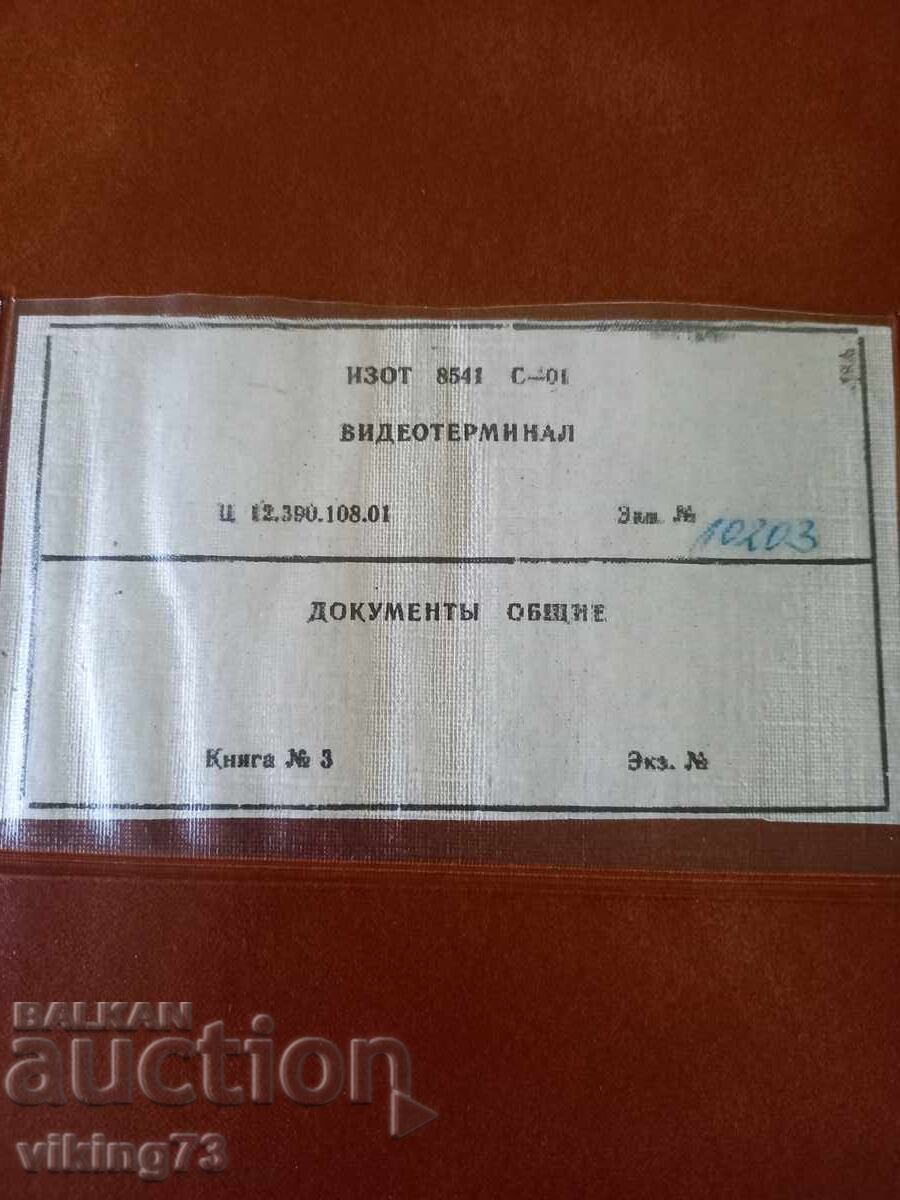 ИЗОТ 8541 С—01
ВИДЕОТЕРМИНАЛ
Ц 12.390.108.01 Экз. № 10203
ДОКУМЕНТЫ ОБЩИЕ
Книга № 3 Экз. №
BALKAN
auction
viking73